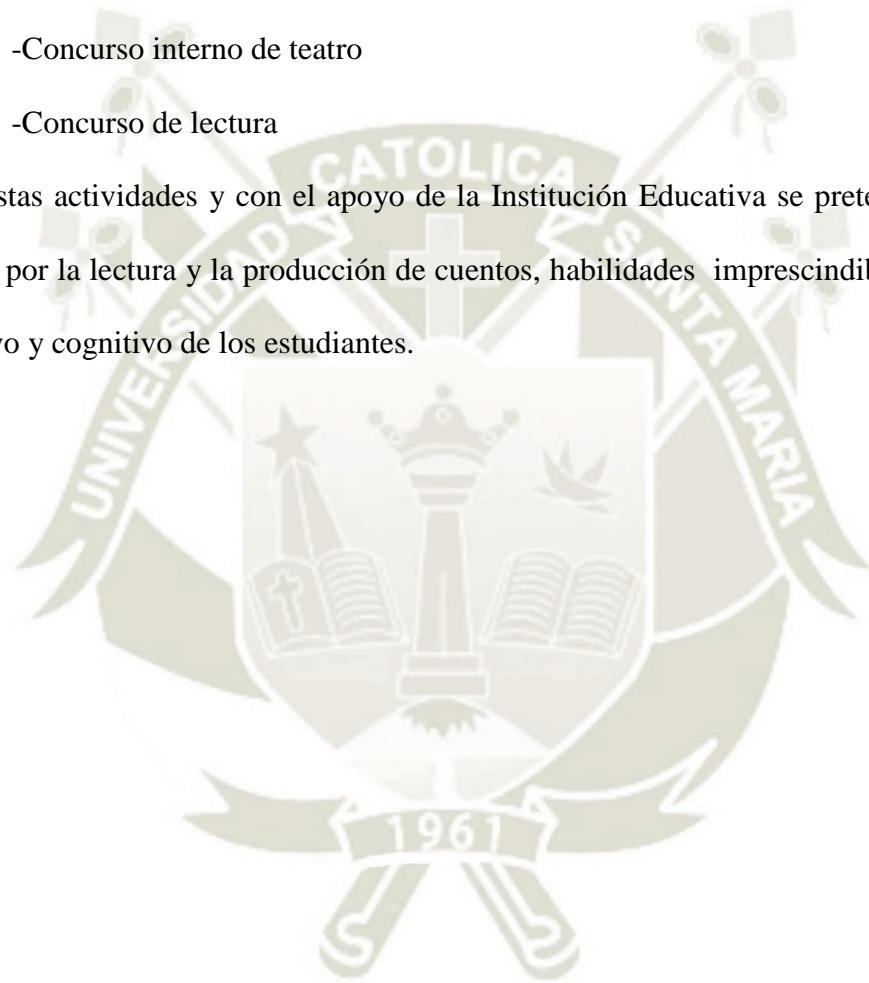 -Concurso interno de teatro
-Concurso de lectura
stas actividades y con el apoyo de la Institución Educativa se prete
por la lectura y la producción de cuentos, habilidades imprescindib
o y cognitivo de los estudiantes.
UNIVERSIDAD CATOLICA SANTA MARIA
1961